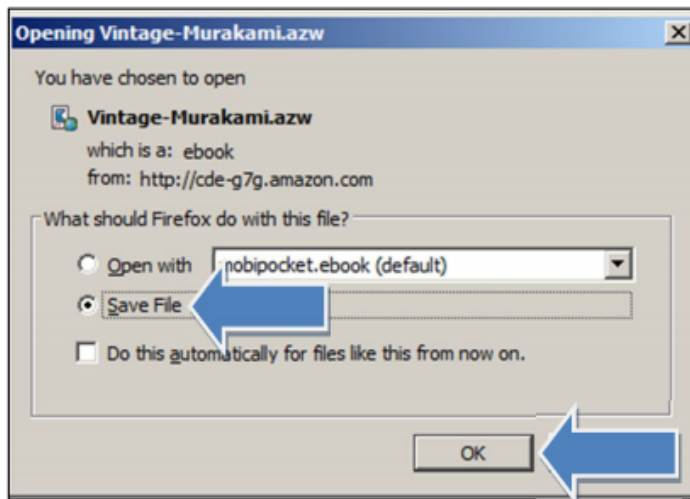 Opening Vintage-Murakami.azw
You have chosen to open
Vintage-Murakami.azw
which is a: ebook
from: http://cde-g7g.amazon.com
What should Firefox do with this file?
Open with mobipocket.ebook (default)
Save File
Do this automatically for files like this from now on.
OK